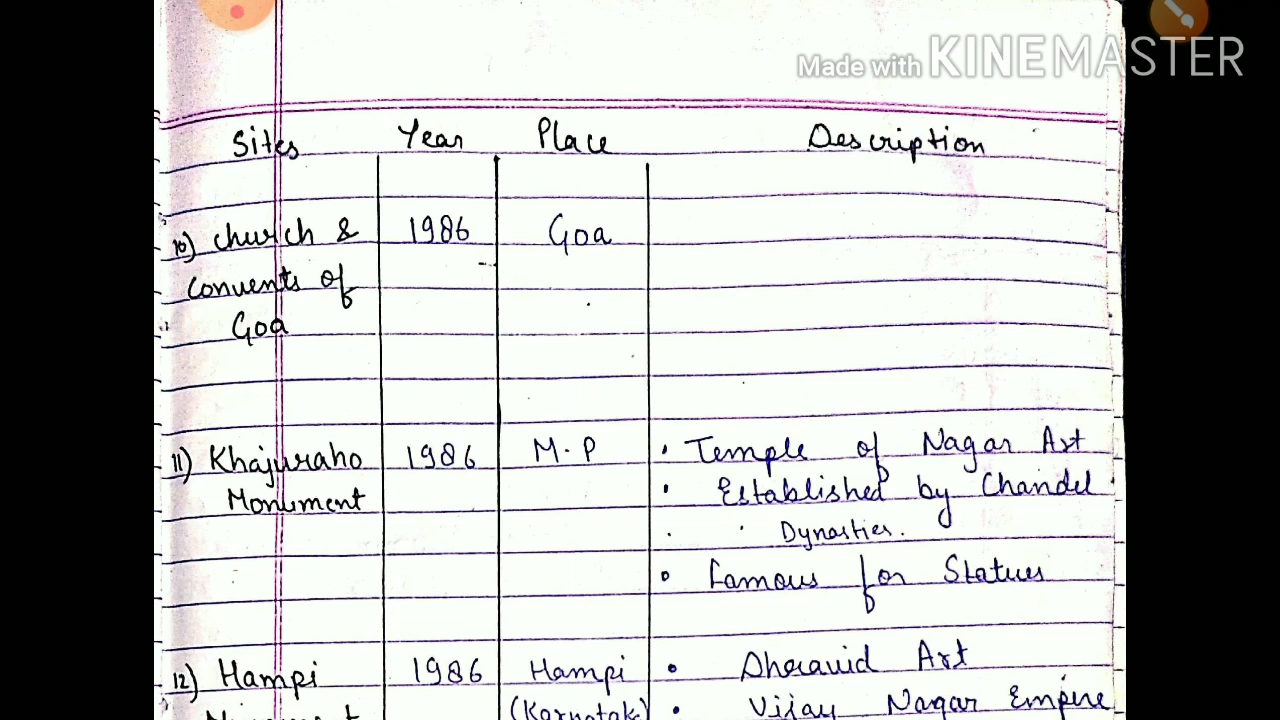 Made with KINEMASTER
Sites Year Place Description
10) Church & 1986 Goa
Convents of
Goa
11) Khajuraho 1986 M.P • Temple of Nagar Art
Monument • Established by Chandel
Dynasties.
• Famous for Statues
12) Hampi 1986 Hampi • Dheravid Art
(Karnatak) • Vijay Nagar Empire